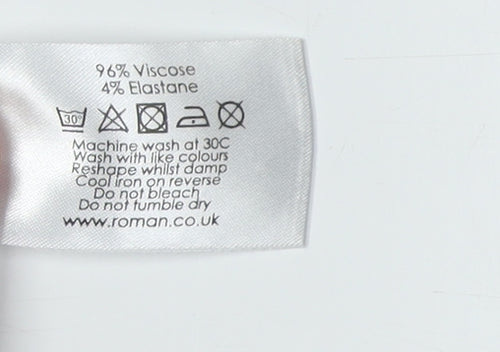 96% Viscose
4% Elastane
30°
Machine wash at 30C
Wash with like colours
Reshape whilst damp
Cool iron on reverse
Do not bleach
Do not tumble dry
www.roman.co.uk